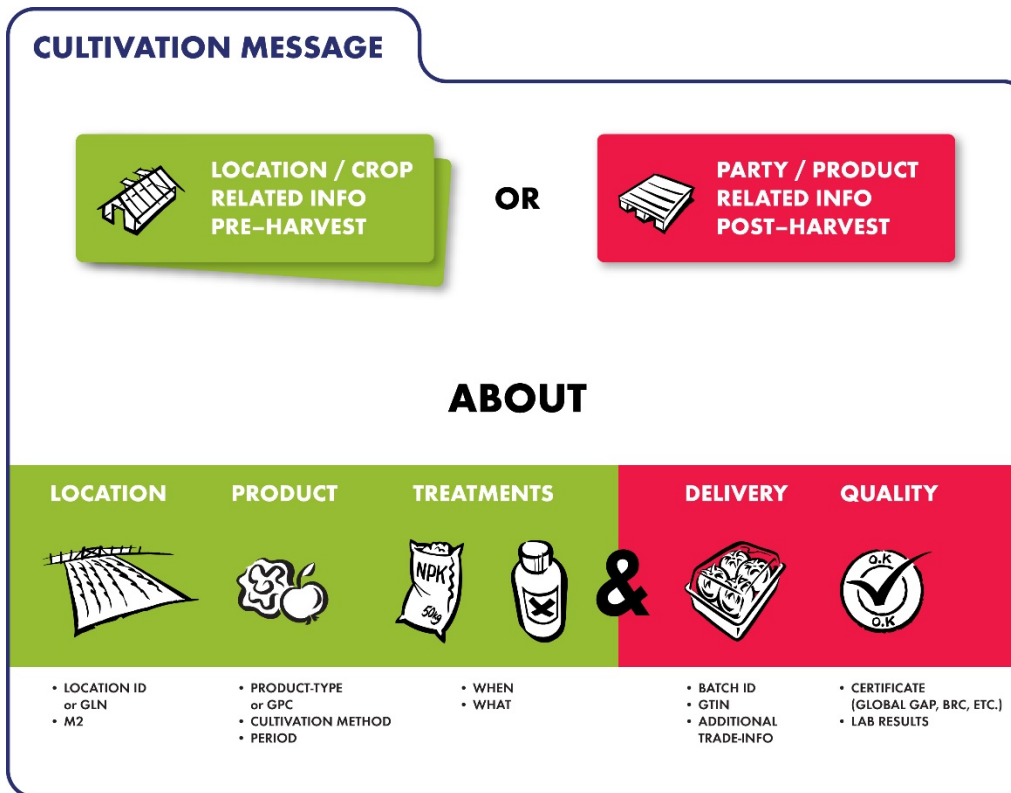 CULTIVATION MESSAGE
LOCATION / CROP
RELATED INFO
PRE–HARVEST
OR
PARTY / PRODUCT
RELATED INFO
POST–HARVEST
ABOUT
LOCATION
PRODUCT
TREATMENTS
DELIVERY
QUALITY
NPK
50kg
&
O.K
O.K
• LOCATION ID
or GLN
• M2
• PRODUCT-TYPE
or GPC
• CULTIVATION METHOD
• PERIOD
• WHEN
• WHAT
• BATCH ID
• GTIN
• ADDITIONAL
TRADE-INFO
• CERTIFICATE
(GLOBAL GAP, BRC, ETC.)
• LAB RESULTS